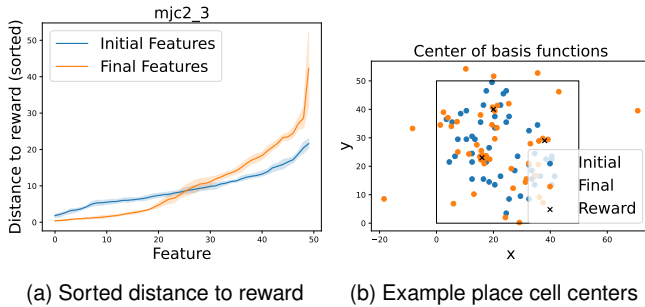 mjc2_3
Distance to reward (sorted)
50
40
30
20
10
0
Initial Features
Final Features
0
10
20
30
40
50
Feature
(a) Sorted distance to reward
Center of basis functions
y
50
40
30
20
10
0
Initial
Final
Reward
−20
0
20
40
60
x
(b) Example place cell centers